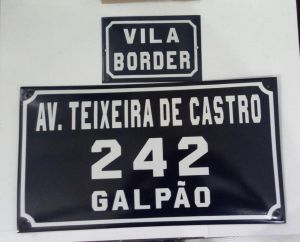 VILA
BORDER
AV. TEIXEIRA DE CASTRO
242
GALPÃO